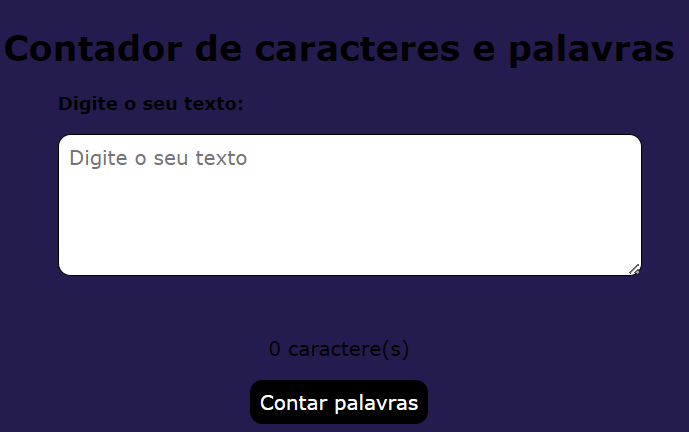 Contador de caracteres e palavras
Digite o seu texto:
Digite o seu texto
0 caractere(s)
Contar palavras